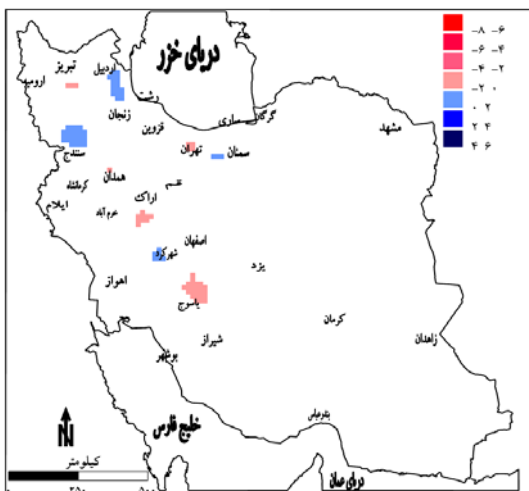 دریای خزر
-۸ -۶
-۶ -۴
-۴ -۲
-۲ ۰
۰ ۲
۲ ۴
۴ ۶
تبریز
اردبیل
ارومیه
رشت
زنجان
قزوین
ساری
گرگان
مشهد
سنندج
تهران
سمنان
همدان
کرمانشاه
قم
اراک
ایلام
خرم آباد
اصفهان
شهرکرد
یزد
اهواز
یاسوج
کرمان
زاهدان
شیراز
بوشهر
بندرعباس
خلیج فارس
N
کیلومتر
۲۵۰ ۵۰۰
دریای عمان